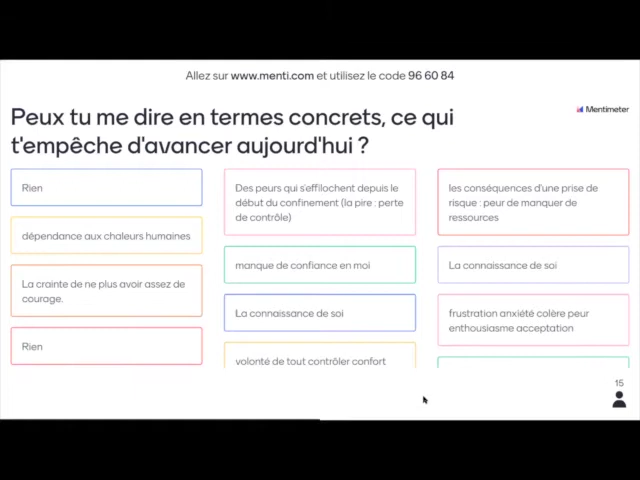 Allez sur www.menti.com et utilisez le code 96 60 84
Peux tu me dire en termes concrets, ce qui
t'empêche d'avancer aujourd'hui ?
Mentimeter
Rien
dépendance aux chaleurs humaines
La crainte de ne plus avoir assez de
courage.
Rien
Des peurs qui s'effilochent depuis le
début du confinement (la pire : perte
de contrôle)
manque de confiance en moi
La connaissance de soi
volonté de tout contrôler confort
les conséquences d'une prise de
risque : peur de manquer de
ressources
La connaissance de soi
frustration anxiété colère peur
enthousiasme acceptation
15